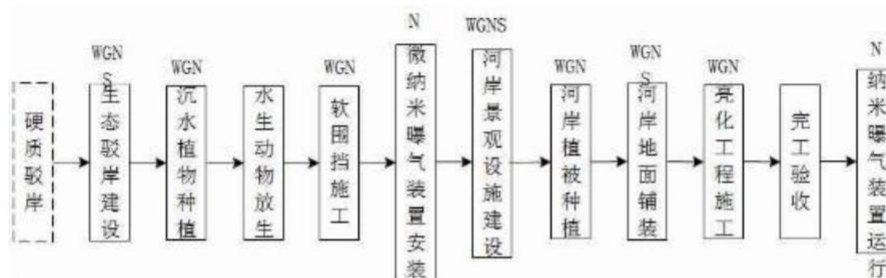 硬质驳岸
WGNS
生态驳岸建设
WGN
沉水植物种植
水生动物放生
WGN
软围挡施工
N
微纳米曝气装置安装
WGNS
河岸景观设施建设
WGN
河岸植被种植
WGNS
河岸地面铺装
WGN
亮化工程施工
完工验收
N
纳米曝气装置运行